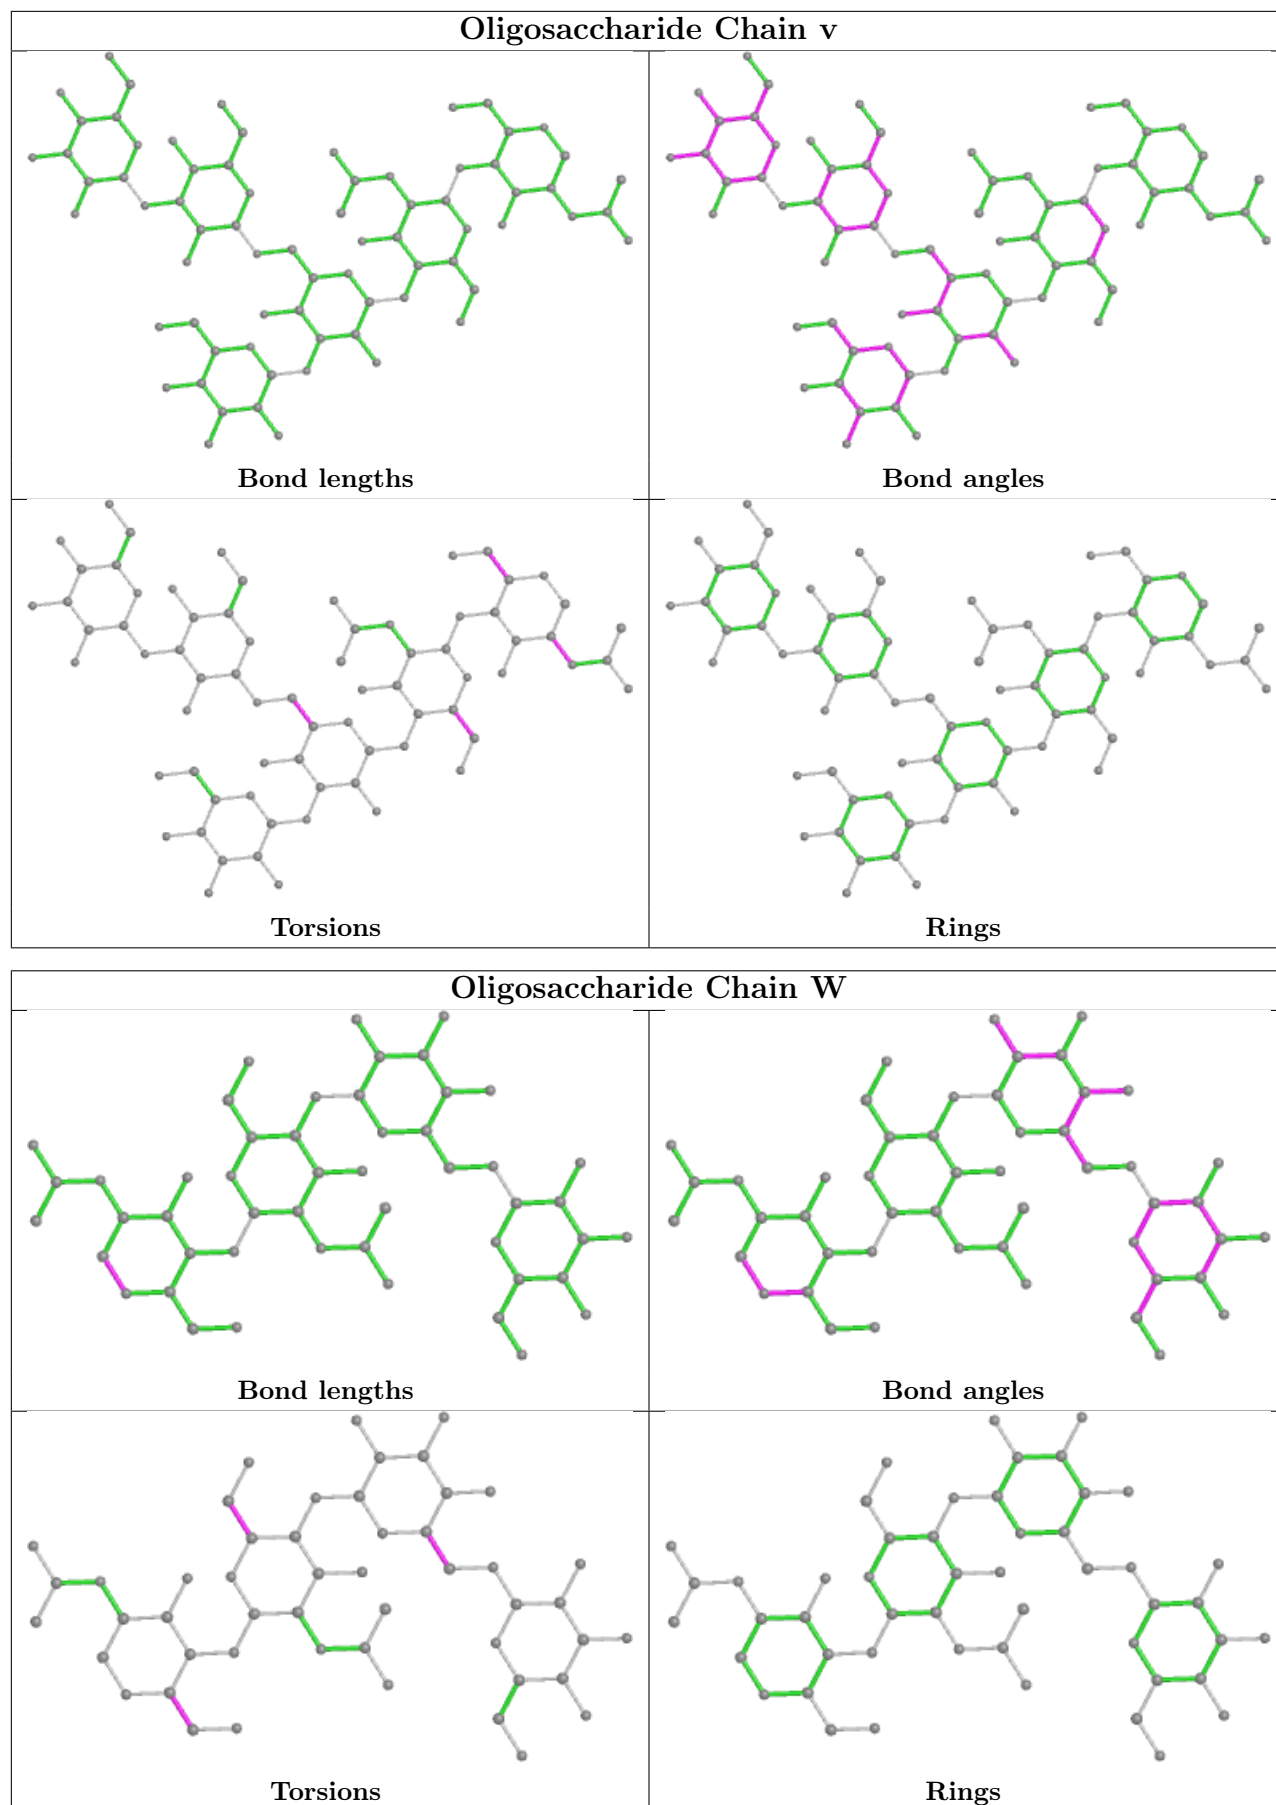 Oligosaccharide Chain v
Bond lengths
Bond angles
Torsions
Rings
Oligosaccharide Chain W
Bond lengths
Bond angles
Torsions
Rings